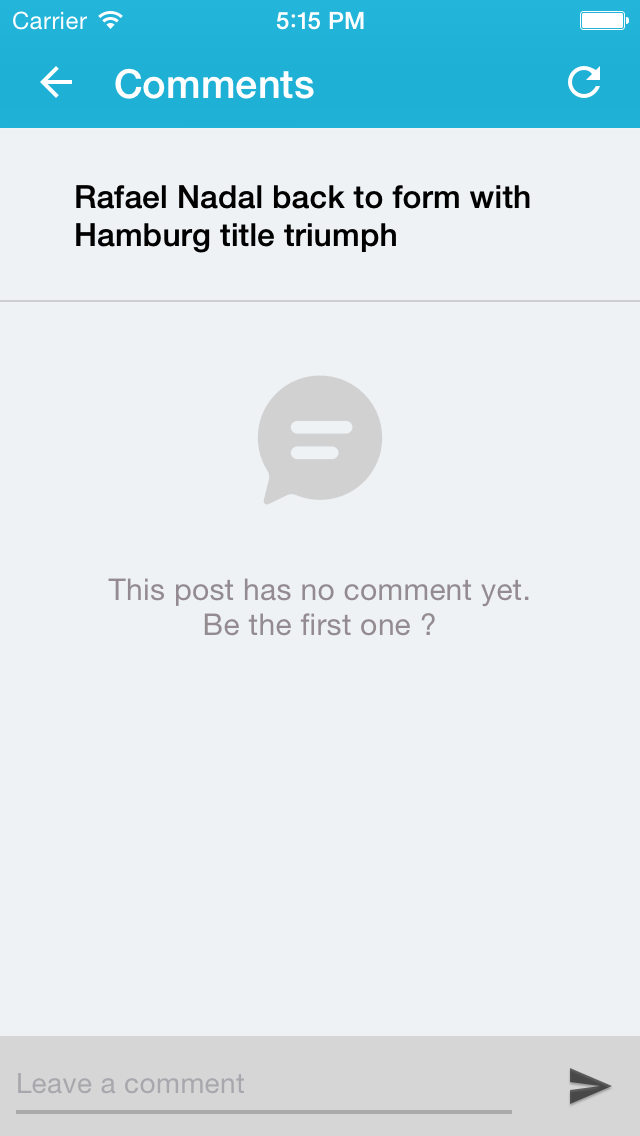 Carrier 5:15 PM
Comments
Rafael Nadal back to form with
Hamburg title triumph
This post has no comment yet.
Be the first one ?
Leave a comment